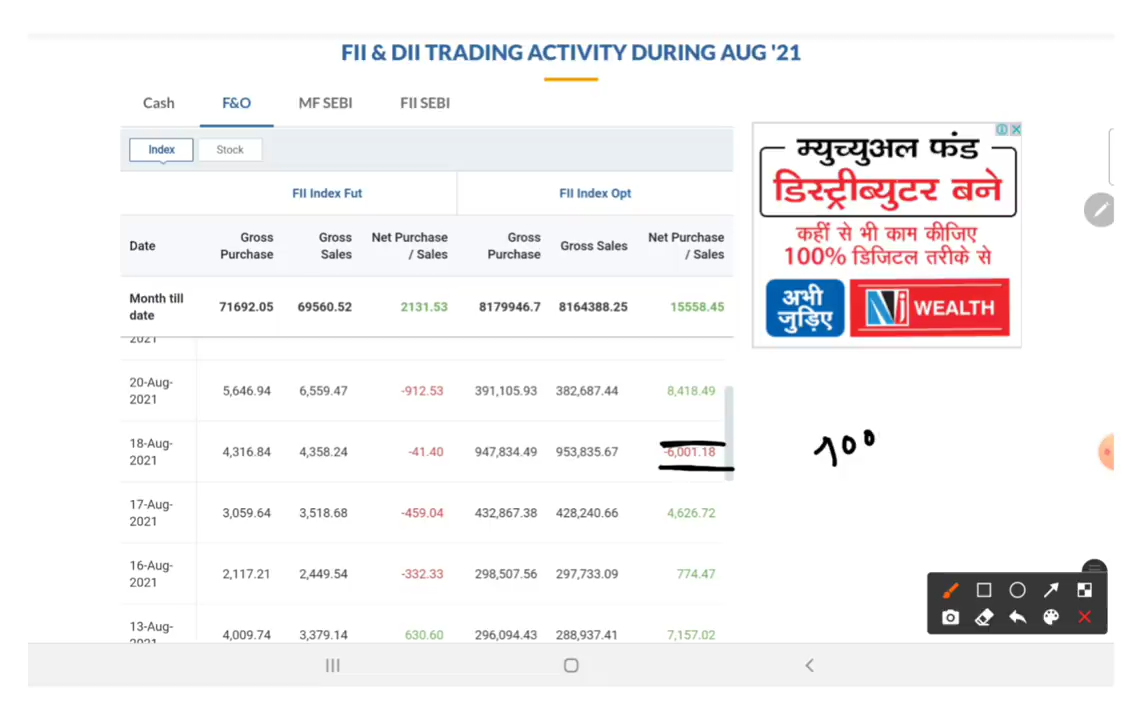 FII & DII TRADING ACTIVITY DURING AUG '21
Cash F&O MF SEBI FII SEBI
Index Stock
FII Index Fut FII Index Opt
Date Gross Purchase Gross Sales Net Purchase / Sales Gross Purchase Gross Sales Net Purchase / Sales
Month till date 71692.05 69560.52 2131.53 8179946.7 8164388.25 15558.45
2021
20-Aug-2021 5,646.94 6,559.47 -912.53 391,105.93 382,687.44 8,418.49
18-Aug-2021 4,316.84 4,358.24 -41.40 947,834.49 953,835.67 -6,001.18
17-Aug-2021 3,059.64 3,518.68 -459.04 432,867.38 428,240.66 4,626.72
16-Aug-2021 2,117.21 2,449.54 -332.33 298,507.56 297,733.09 774.47
13-Aug-2021 4,009.74 3,379.14 630.60 296,094.43 288,937.41 7,157.02
म्युच्युअल फंड
डिस्ट्रीब्युटर बने
कहीं से भी काम कीजिए
100% डिजिटल तरीके से
अभी
जुड़िए
NJ WEALTH
100